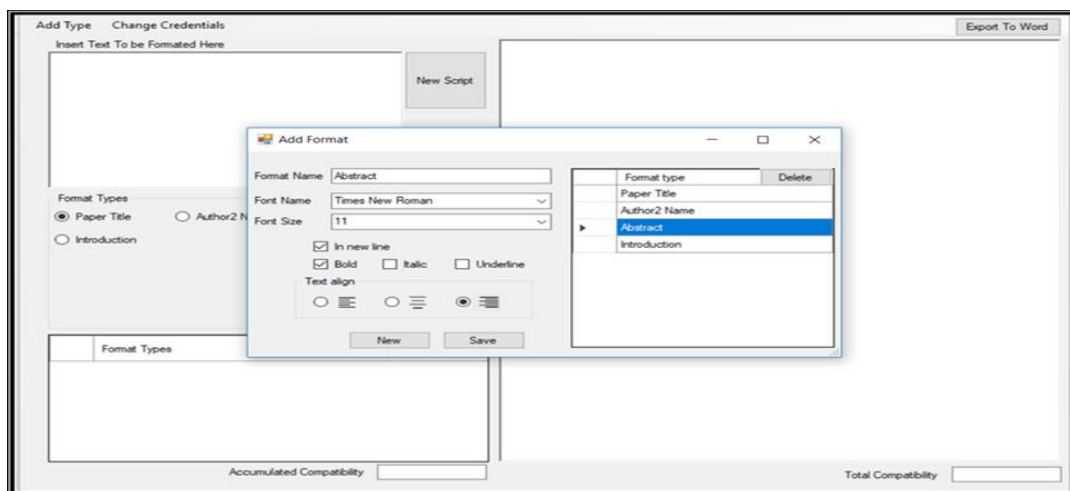 Add Type Change Credentials
Export To Word
Insert Text To be Formated Here
New Script
Add Format
Format Name Abstract
Font Name Times New Roman
Font Size 11
In new line
Bold Italic Underline
Text align
New Save
Format type Delete
Paper Title
Author2 Name
Abstract
Introduction
Format Types
Paper Title Author2 N
Introduction
Format Types
Accumulated Compatibility
Total Compatibility